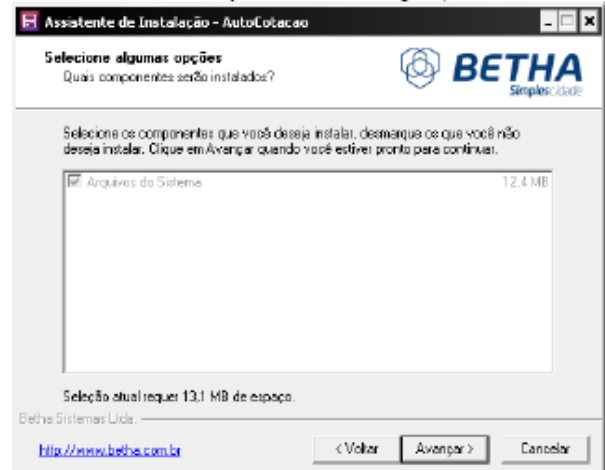 Assistente de Instalação - AutoCotacao
Selecione algumas opções
Quais componentes serão instalados?
BETHA
Simplescidade
Selecione os componentes que você deseja instalar, desmarque os que você não
deseja instalar. Clique em Avançar quando você estiver pronto para continuar.
Arquivos do Sistema 12,4 MB
Seleção atual requer 13,1 MB de espaço.
Betha Sistemas Ltda.
http://www.betha.com.br < Voltar Avançar > Cancelar